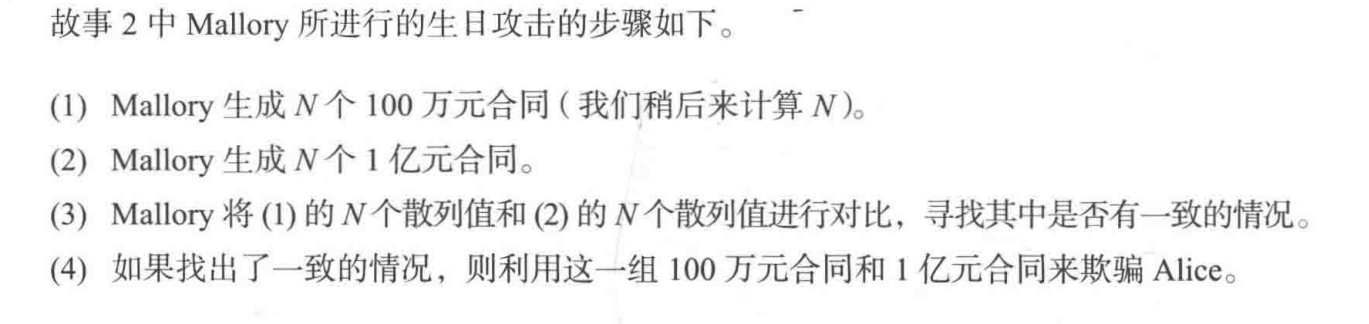 故事 2 中 Mallory 所进行的生日攻击的步骤如下。
(1) Mallory 生成 N 个 100 万元合同（我们稍后来计算 N）。
(2) Mallory 生成 N 个 1 亿元合同。
(3) Mallory 将 (1) 的 N 个散列值和 (2) 的 N 个散列值进行对比，寻找其中是否有一致的情况。
(4) 如果找出了一致的情况，则利用这一组 100 万元合同和 1 亿元合同来欺骗 Alice。